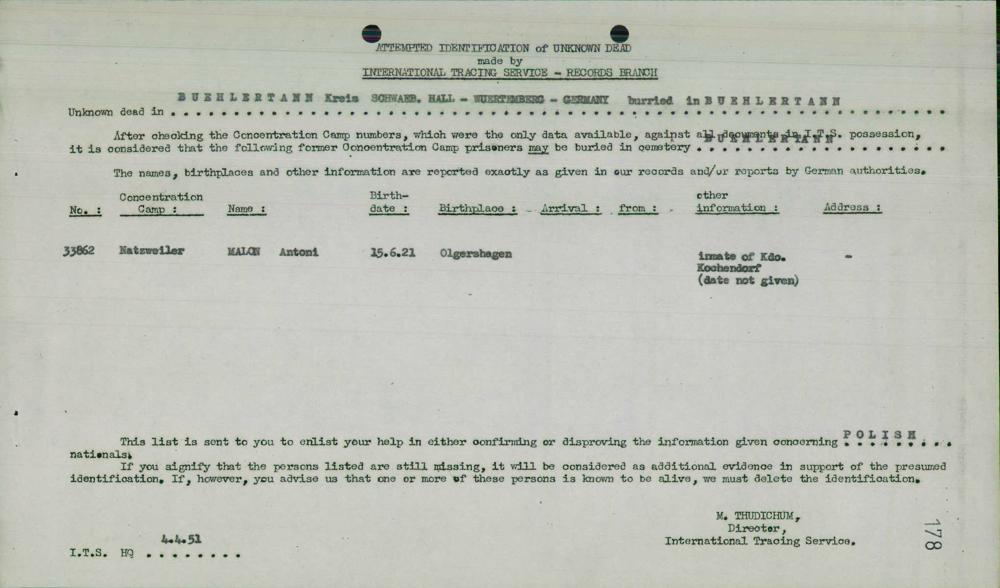 ATTEMPTED IDENTIFICATION of UNKNOWN DEAD
made by
INTERNATIONAL TRACING SERVICE - RECORDS BRANCH
Unknown dead in BUEHLERTANN Kreis SCHWAEB. HALL - WUERTEMBERG - GERMANY burried in BUEHLERTANN
After checking the Concentration Camp numbers, which were the only data available, against all documents in I.T.S. possession,
it is considered that the following former Concentration Camp prisoners may be buried in cemetery BUEHLERTANN
The names, birthplaces and other information are reported exactly as given in our records and/or reports by German authorities.
No. : Concentration Camp : Name : Birth-date : Birthplace : Arrival : from : other information : Address :
33862 Natzweiler MALON Antoni 15.6.21 Olgershagen inmate of Kdo. -
Kochendorf
(date not given)
This list is sent to you to enlist your help in either confirming or disproving the information given concerning POLISH
nationals.
If you signify that the persons listed are still missing, it will be considered as additional evidence in support of the presumed
identification. If, however, you advise us that one or more of these persons is known to be alive, we must delete the identification.
M. THUDICHUM,
Director,
International Tracing Service.
I.T.S. HQ 4.4.51
178